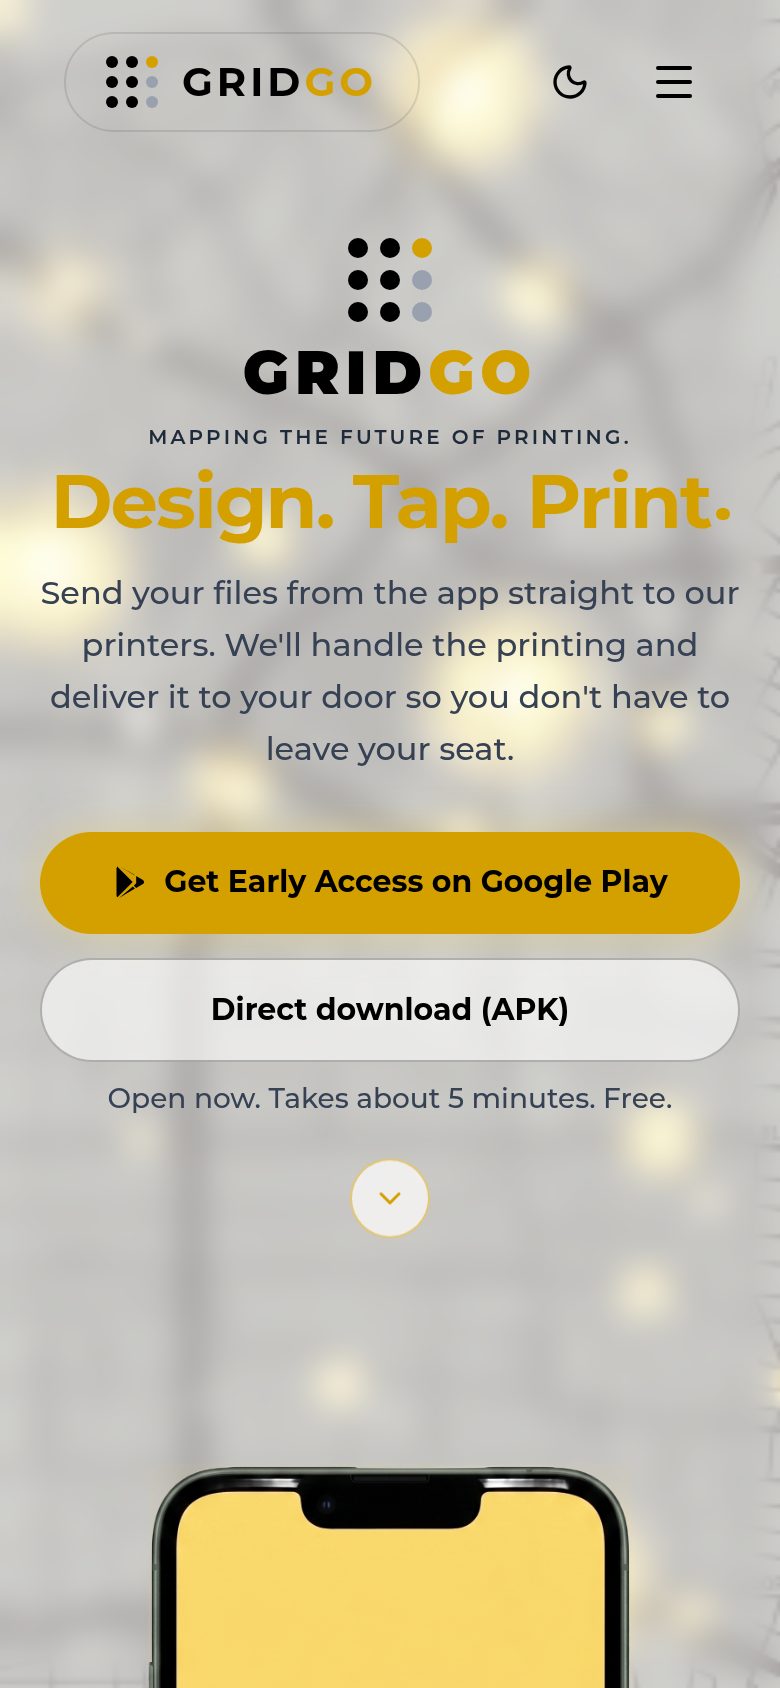 GRIDGO
GRIDGO
MAPPING THE FUTURE OF PRINTING.
Design. Tap. Print.
Send your files from the app straight to our
printers. We'll handle the printing and
deliver it to your door so you don't have to
leave your seat.
Get Early Access on Google Play
Direct download (APK)
Open now. Takes about 5 minutes. Free.